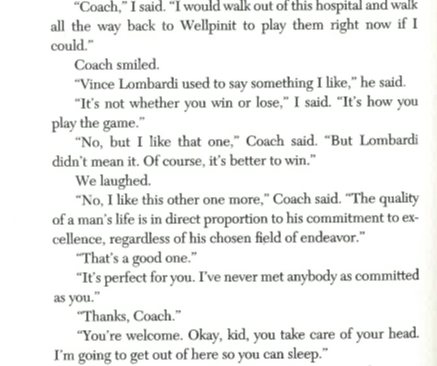 "Coach," I said. "I would walk out of this hospital and walk
all the way back to Wellpinit to play them right now if I
could."
Coach smiled.
"Vince Lombardi used to say something I like," he said.
"It's not whether you win or lose," I said. "It's how you
play the game."
"No, but I like that one," Coach said. "But Lombardi
didn't mean it. Of course, it's better to win."
We laughed.
"No, I like this other one more," Coach said. "The quality
of a man's life is in direct proportion to his commitment to ex-
cellence, regardless of his chosen field of endeavor."
"That's a good one."
"It's perfect for you. I've never met anybody as committed
as you."
"Thanks, Coach."
"You're welcome. Okay, kid, you take care of your head.
I'm going to get out of here so you can sleep."